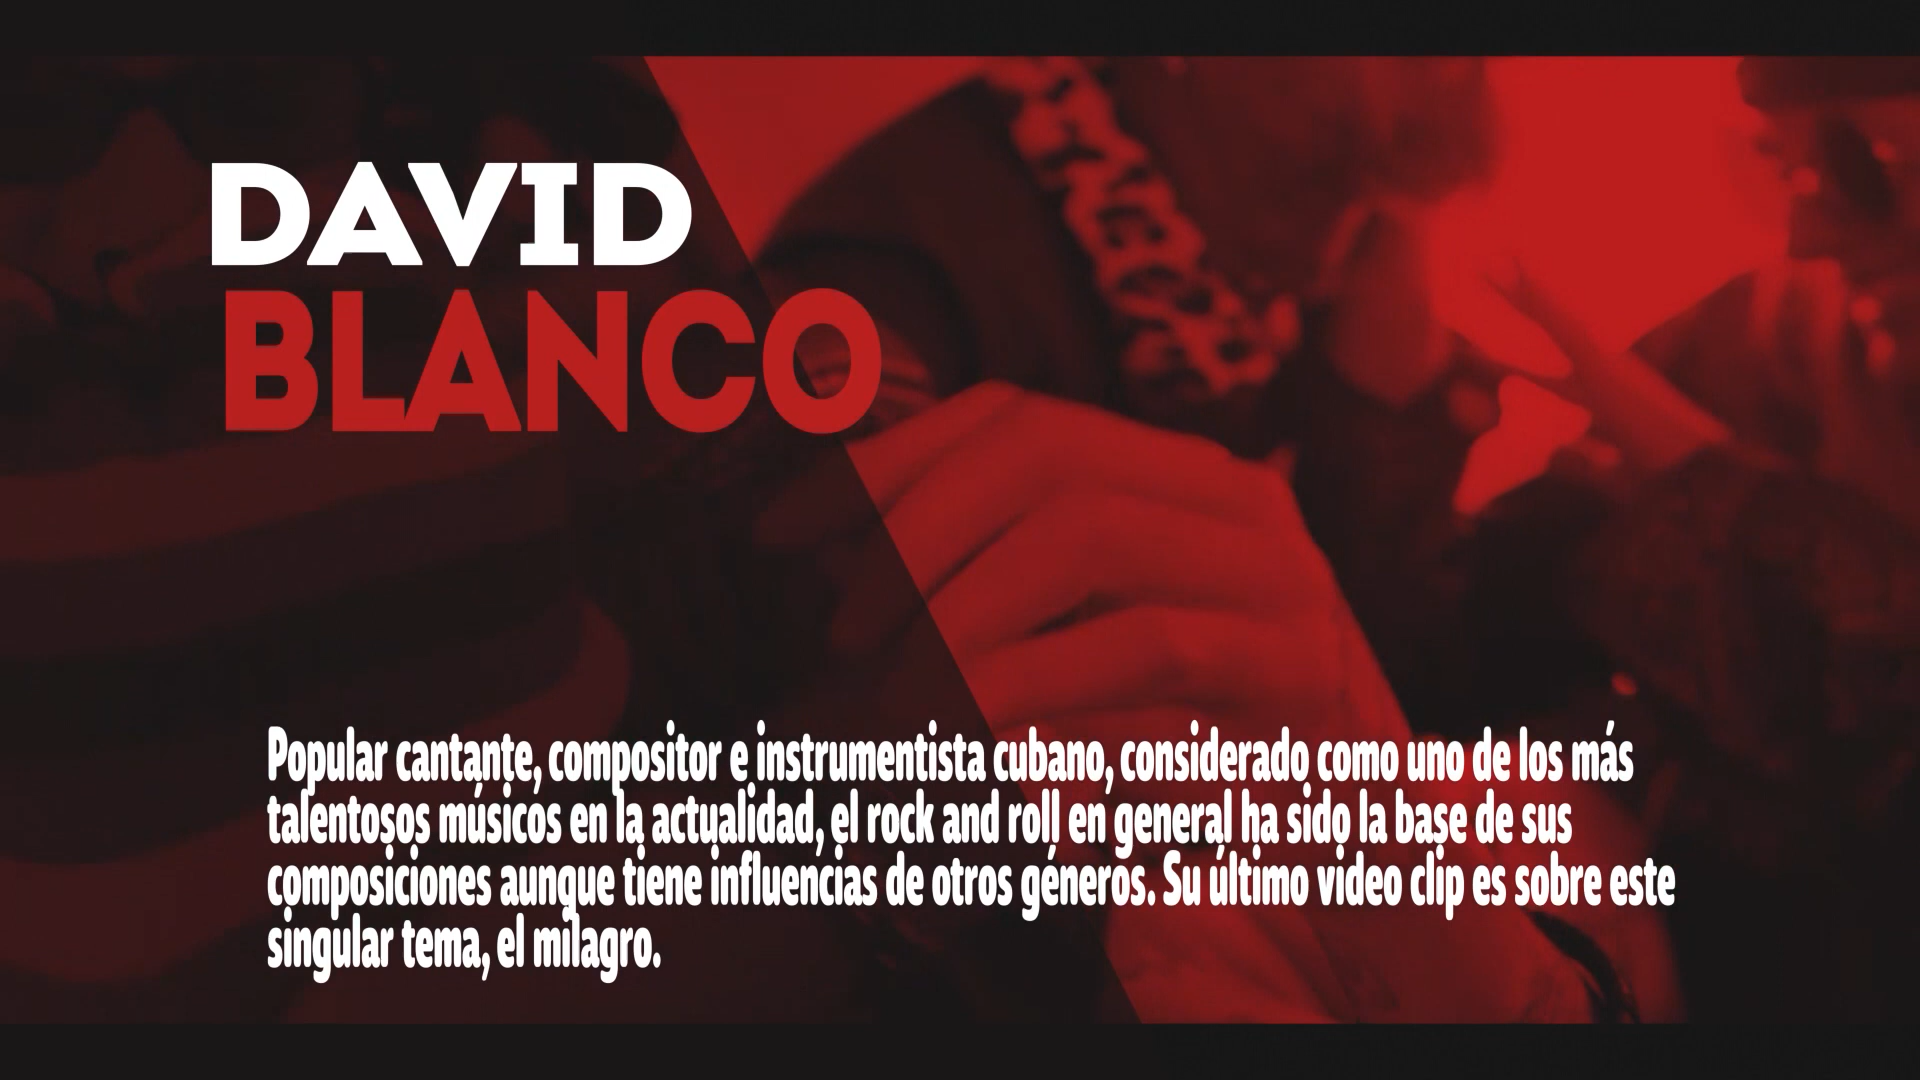 DAVID
BLANCO
Popular cantante, compositor e instrumentista cubano, considerado como uno de los más
talentosos músicos en la actualidad, el rock and roll en general ha sido la base de sus
composiciones aunque tiene influencias de otros géneros. Su último video clip es sobre este
singular tema, el milagro.